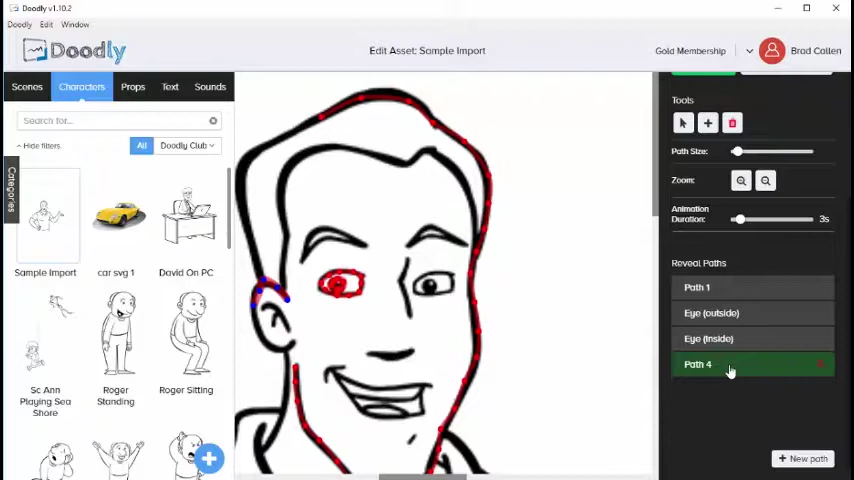 Doodly v1.10.2
Doodly Edit Window
Doodly
Edit Asset: Sample Import
Gold Membership
Brad Callen
Scenes Characters Props Text Sounds
Search for...
Hide filters
All
Doodly Club
Categories
Sample Import
car svg 1
David On PC
Sc Ann
Playing Sea
Shore
Roger
Standing
Roger Sitting
Tools
Path Size:
Zoom:
Animation
Duration:
3s
Reveal Paths
Path 1
Eye (outside)
Eye (Inside)
Path 4
+ New path